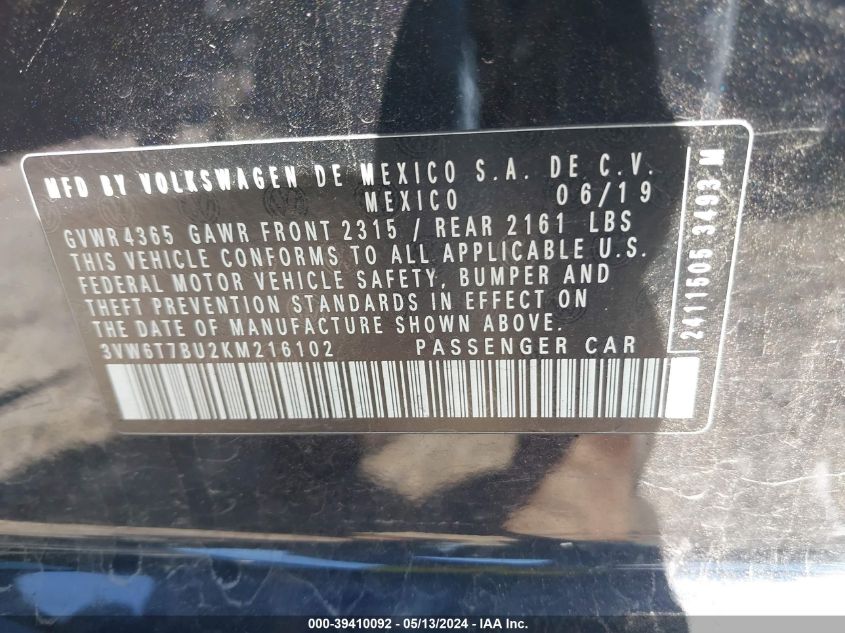 MFD BY VOLKSWAGEN DE MEXICO S.A. DE C.V.
MEXICO 06/19
GVWR 4365 GAWR FRONT 2315 / REAR 2161 LBS
THIS VEHICLE CONFORMS TO ALL APPLICABLE U.S.
FEDERAL MOTOR VEHICLE SAFETY, BUMPER AND
THEFT PREVENTION STANDARDS IN EFFECT ON
THE DATE OF MANUFACTURE SHOWN ABOVE.
3VW6T7BU2KM216102 PASSENGER CAR
2411505 3493 M
000-39410092 - 05/13/2024 - IAA Inc.